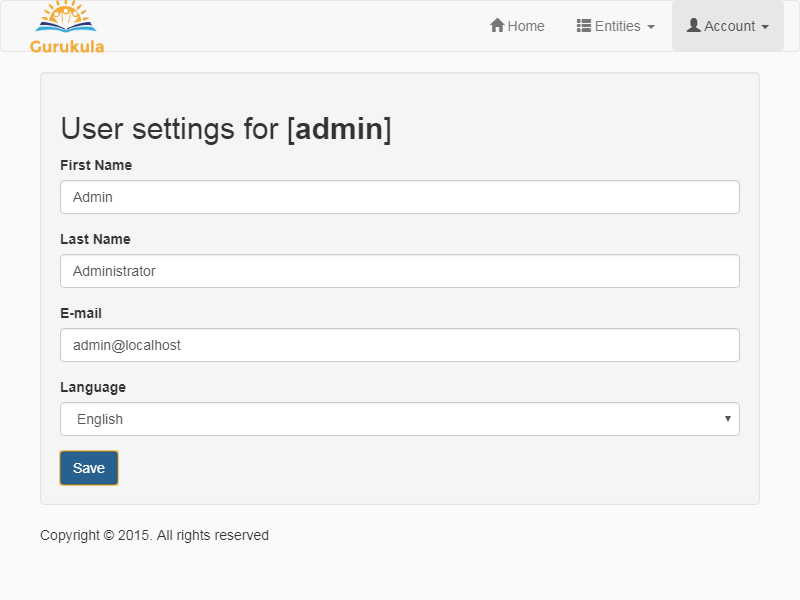 Gurukula
Home Entities Account
User settings for [admin]
First Name
Admin
Last Name
Administrator
E-mail
admin@localhost
Language
English
Save
Copyright © 2015. All rights reserved